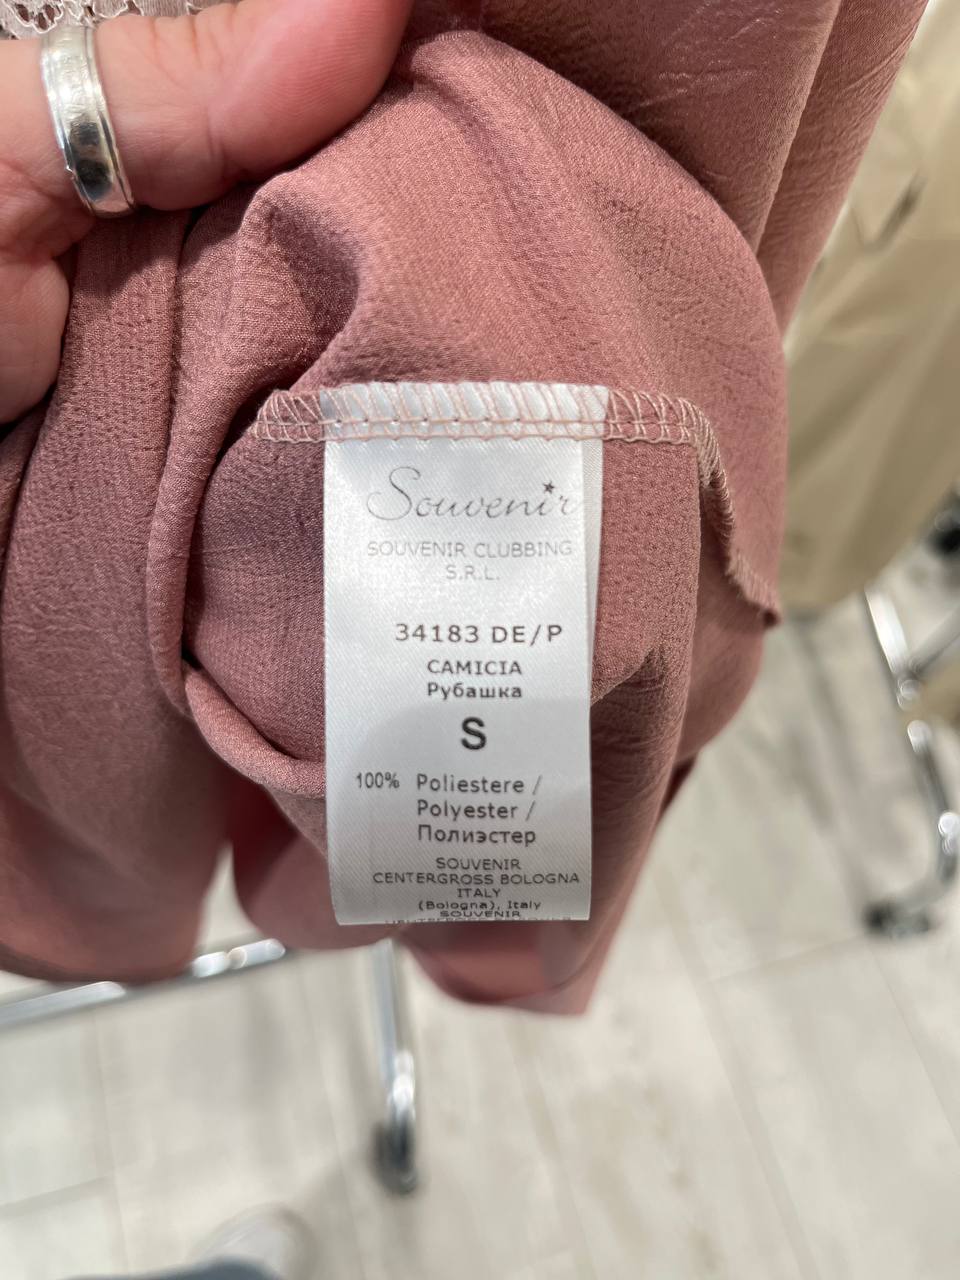 Souvenir
SOUVENIR CLUBBING
S.R.L.
34183 DE/P
CAMICIA
Рубашка
S
100% Poliestere /
Polyester /
Полиэстер
SOUVENIR
CENTERGROSS BOLOGNA
ITALY
(Bologna), Italy
SOUVENIR